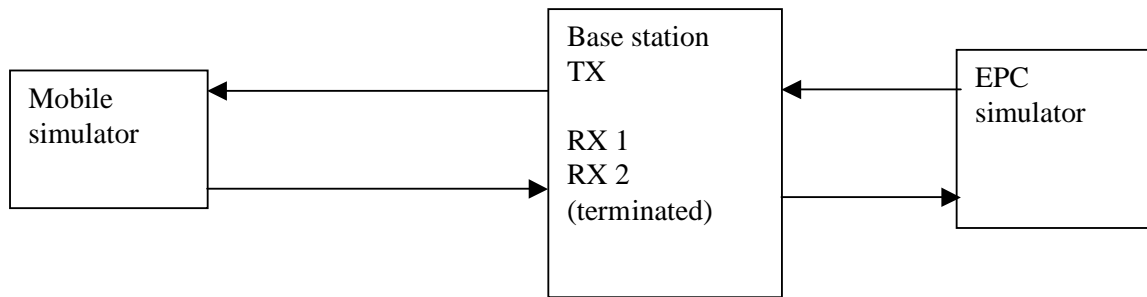 Mobile
simulator
Base station
TX
RX 1
RX 2
(terminated)
EPC
simulator